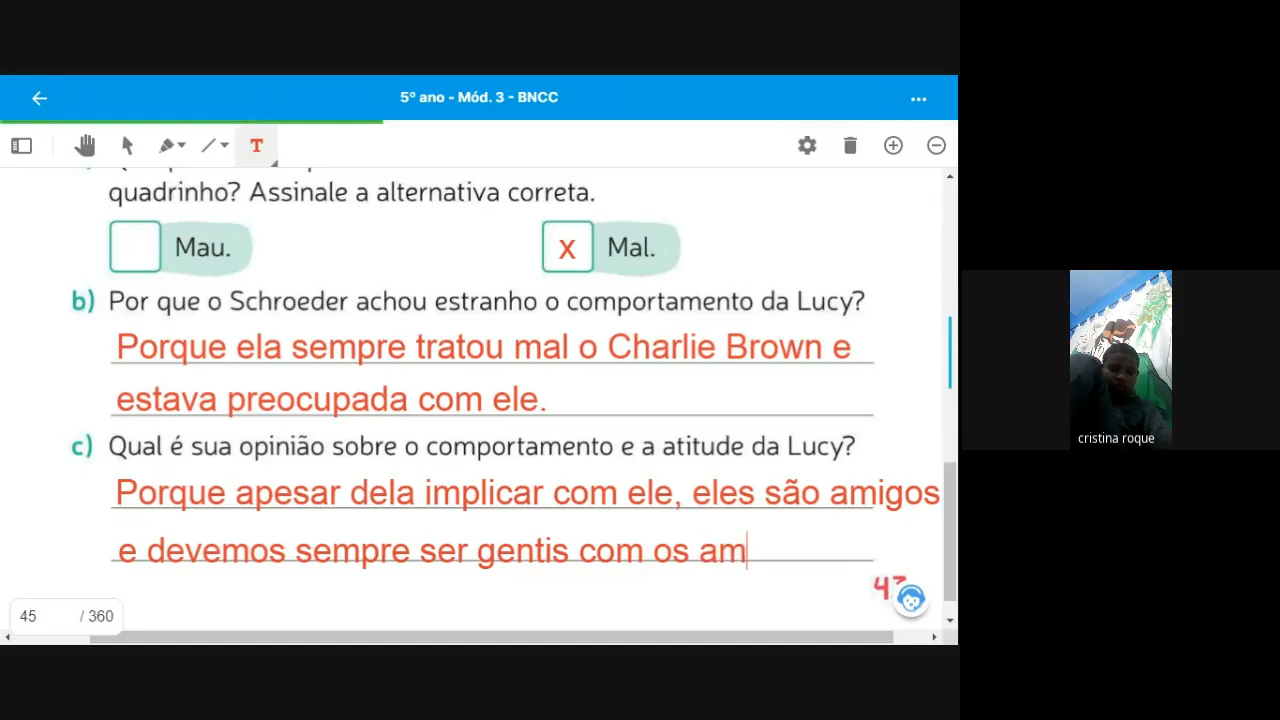 5º ano - Mód. 3 - BNCC
T
quadrinho? Assinale a alternativa correta.
Mau.
x Mal.
b) Por que o Schroeder achou estranho o comportamento da Lucy?
Porque ela sempre tratou mal o Charlie Brown e
estava preocupada com ele.
c) Qual é sua opinião sobre o comportamento e a atitude da Lucy?
Porque apesar dela implicar com ele, eles são amigos
e devemos sempre ser gentis com os am
45 / 360
cristina roque